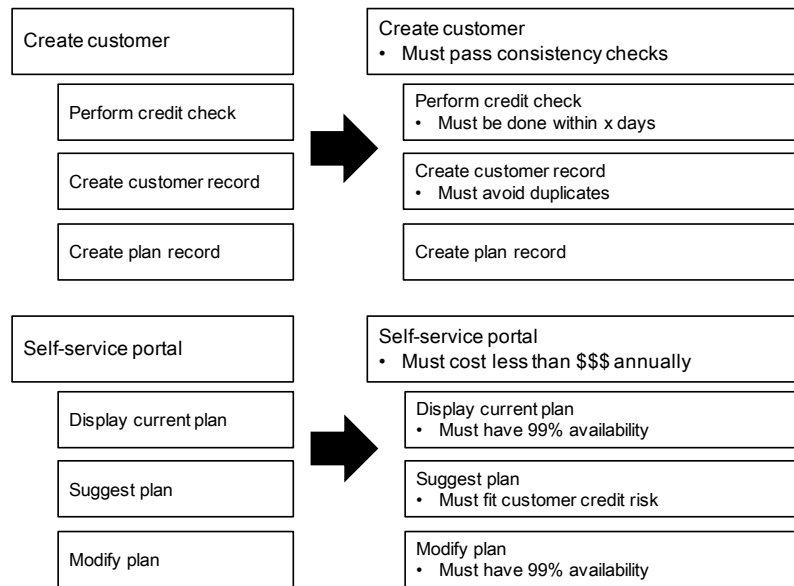 Create customer
Perform credit check
Create customer record
Create plan record
Create customer
• Must pass consistency checks
Perform credit check
• Must be done within x days
Create customer record
• Must avoid duplicates
Create plan record
Self-service portal
Display current plan
Suggest plan
Modify plan
Self-service portal
• Must cost less than $$$ annually
Display current plan
• Must have 99% availability
Suggest plan
• Must fit customer credit risk
Modify plan
• Must have 99% availability